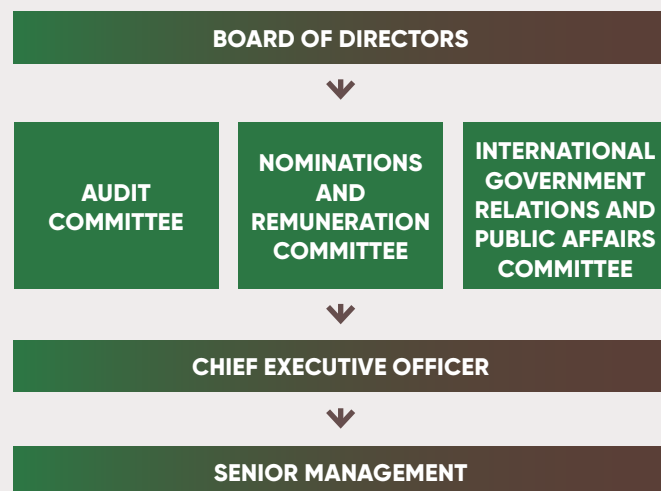 BOARD OF DIRECTORS
AUDIT
COMMITTEE
NOMINATIONS
AND
REMUNERATION
COMMITTEE
INTERNATIONAL
GOVERNMENT
RELATIONS AND
PUBLIC AFFAIRS
COMMITTEE
CHIEF EXECUTIVE OFFICER
SENIOR MANAGEMENT